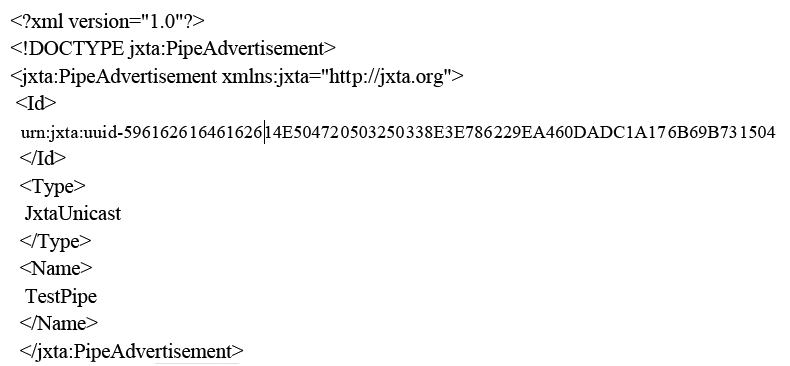 <?xml version="1.0"?>
<!DOCTYPE jxta:PipeAdvertisement>
<jxta:PipeAdvertisement xmlns:jxta="http://jxta.org">
<Id>
urn:jxta:uuid-59616261646162614E504720503250338E3E786229EA460DADC1A176B69B731504
</Id>
<Type>
JxtaUnicast
</Type>
<Name>
TestPipe
</Name>
</jxta:PipeAdvertisement>